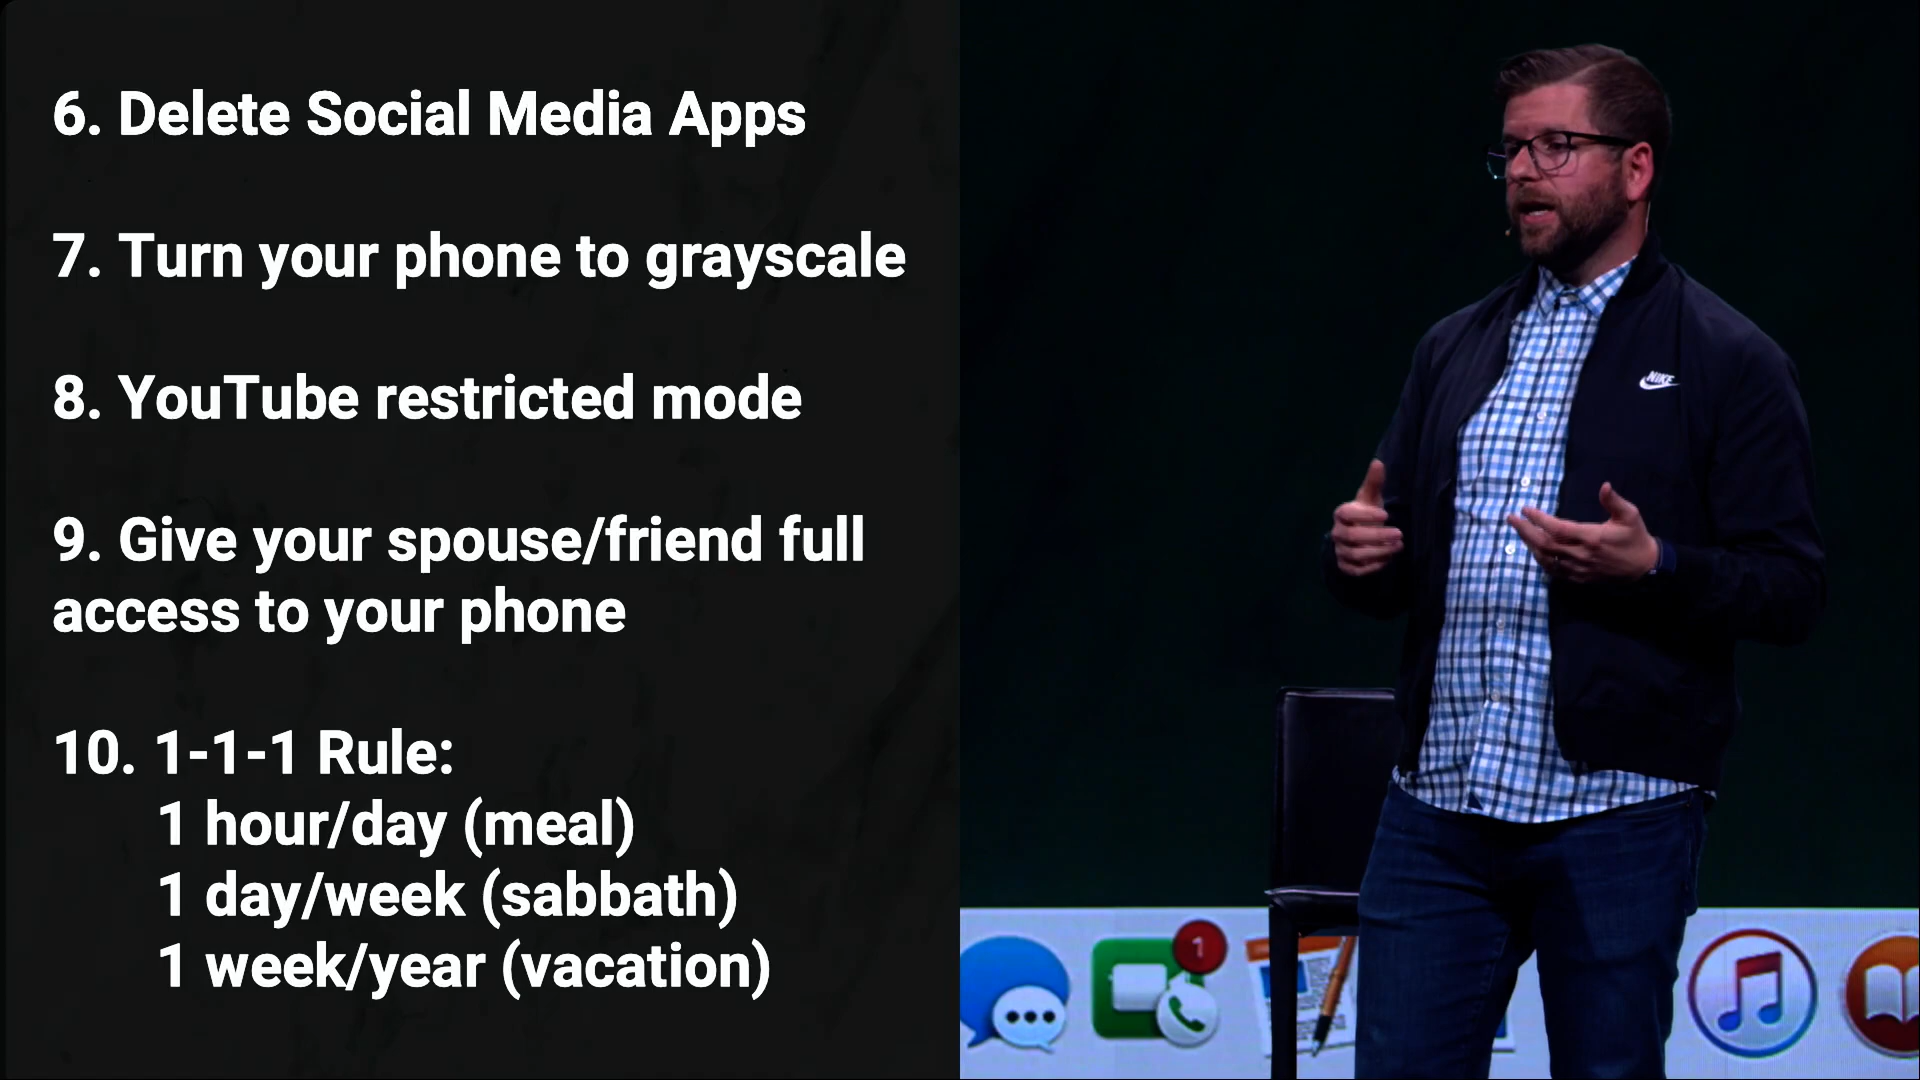 6. Delete Social Media Apps
7. Turn your phone to grayscale
8. YouTube restricted mode
9. Give your spouse/friend full
access to your phone
10. 1-1-1 Rule:
1 hour/day (meal)
1 day/week (sabbath)
1 week/year (vacation)
NIKE
1